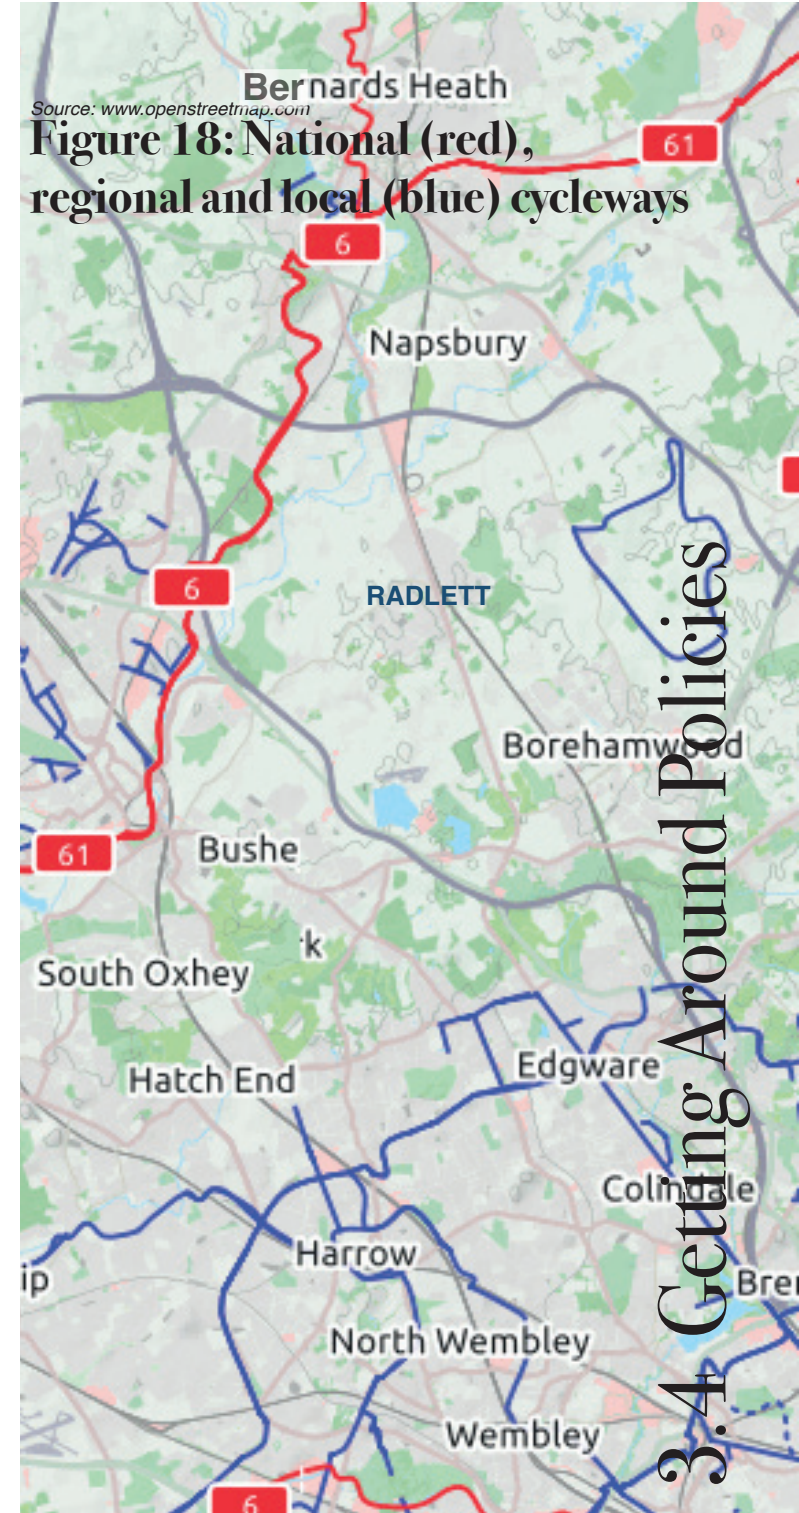 Bernards Heath
Source: www.openstreetmap.com
Figure 18: National (red),
regional and local (blue) cycleways
61
6
Napsbury
6
RADLETT
Borehamwood
61
Bushe
k
South Oxhey
Edgware
Hatch End
Colindale
Harrow
ip
Bre
North Wembley
Wembley
6
3.4 Getting Around Policies